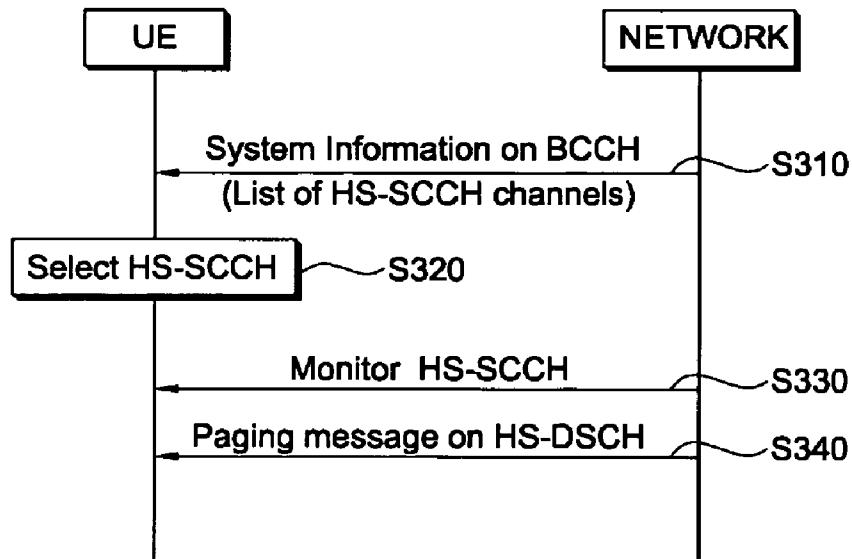 UE
NETWORK
System Information on BCCH
S310
(List of HS-SCCH channels)
Select HS-SCCH
S320
Monitor HS-SCCH
S330
Paging message on HS-DSCH
S340